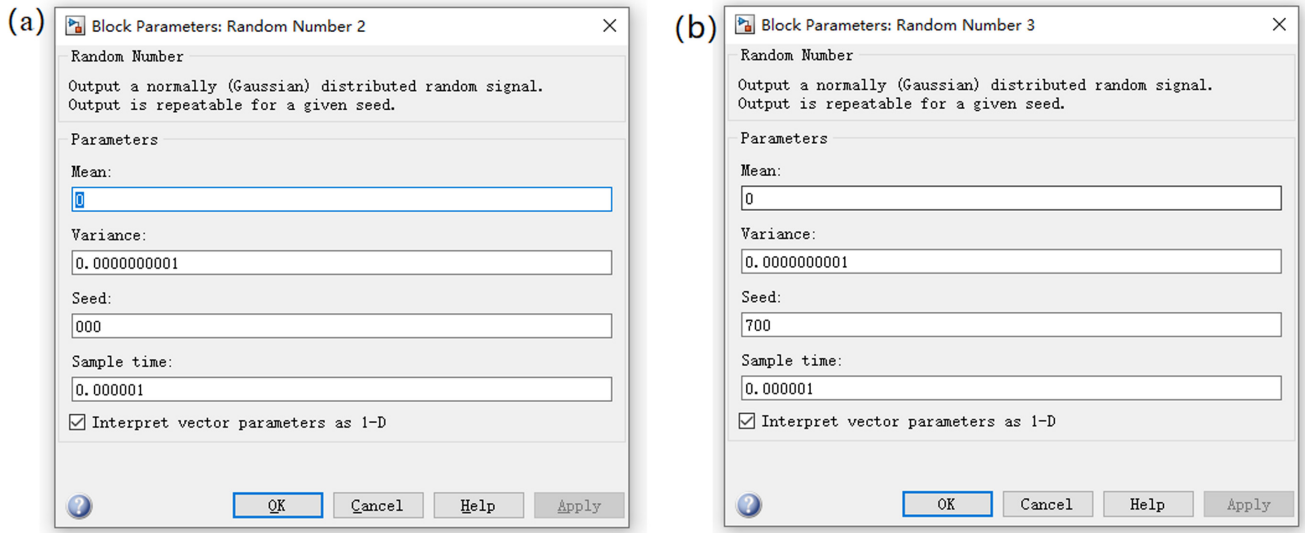 (a)
Block Parameters: Random Number 2
Random Number
Output a normally (Gaussian) distributed random signal.
Output is repeatable for a given seed.
Parameters
Mean:
0
Variance:
0.0000000001
Seed:
000
Sample time:
0.000001
Interpret vector parameters as 1-D
OK Cancel Help Apply
(b)
Block Parameters: Random Number 3
Random Number
Output a normally (Gaussian) distributed random signal.
Output is repeatable for a given seed.
Parameters
Mean:
0
Variance:
0.0000000001
Seed:
700
Sample time:
0.000001
Interpret vector parameters as 1-D
OK Cancel Help Apply